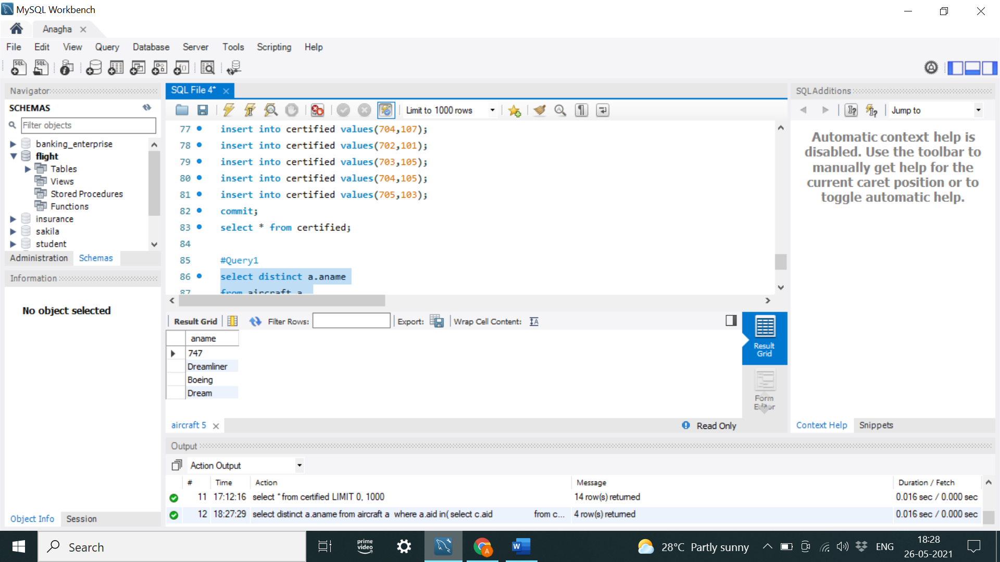 MySQL Workbench
Anagha
File Edit View Query Database Server Tools Scripting Help
Navigator
SCHEMAS
Filter objects
banking_enterprise
flight
Tables
Views
Stored Procedures
Functions
insurance
sakila
student
Administration Schemas
Information
No object selected
Object Info Session
SQL File 4*
Limit to 1000 rows
77 insert into certified values(704,107);
78 insert into certified values(702,101);
79 insert into certified values(703,105);
80 insert into certified values(704,105);
81 insert into certified values(705,103);
82 commit;
83 select * from certified;
84
85 #Query1
86 select distinct a.aname
87 from aircraft a
Result Grid Filter Rows: Export: Wrap Cell Content:
aname
747
Dreamliner
Boeing
Dream
Result
Grid
Form
Editor
aircraft 5
Read Only
SQLAdditions
Jump to
Automatic context help is
disabled. Use the toolbar to
manually get help for the
current caret position or to
toggle automatic help.
Context Help Snippets
Output
Action Output
# Time Action Message Duration / Fetch
11 17:12:16 select * from certified LIMIT 0, 1000 14 row(s) returned 0.016 sec / 0.000 sec
12 18:27:29 select distinct a.aname from aircraft a where a.aid in( select c.aid from c... 4 row(s) returned 0.016 sec / 0.000 sec
Search
prime
video
28°C Partly sunny
ENG
18:28
26-05-2021